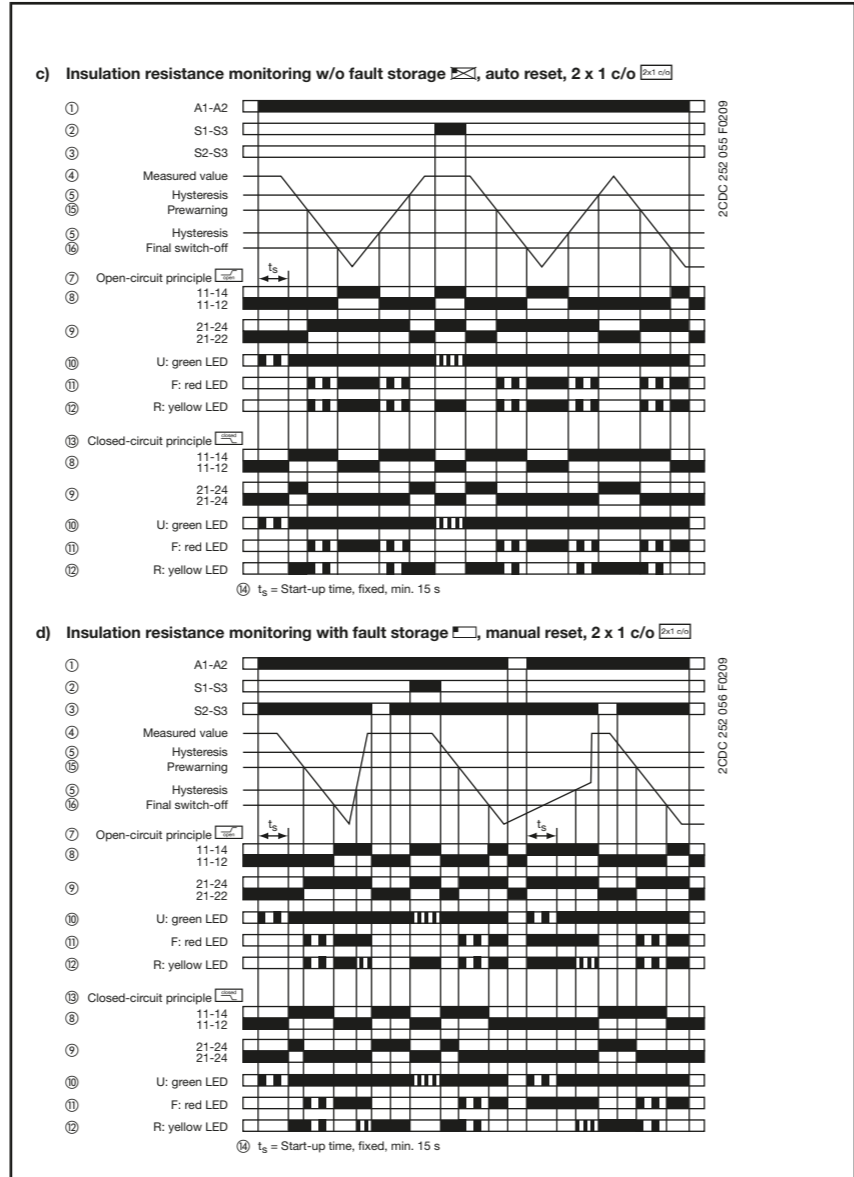 c) Insulation resistance monitoring w/o fault storage, auto reset, 2 x 1 c/o 2x1 c/o
① A1-A2
② S1-S3
③ S2-S3
④ Measured value
⑤ Hysteresis
⑮ Prewarning
⑤ Hysteresis
⑯ Final switch-off
ts
⑦ Open-circuit principle open
⑧ 11-14
11-12
⑨ 21-24
21-22
⑩ U: green LED
⑪ F: red LED
⑫ R: yellow LED
⑬ Closed-circuit principle closed
⑧ 11-14
11-12
⑨ 21-24
21-24
⑩ U: green LED
⑪ F: red LED
⑫ R: yellow LED
⑭ ts = Start-up time, fixed, min. 15 s
2CDC 252 055 F0209
d) Insulation resistance monitoring with fault storage, manual reset, 2 x 1 c/o 2x1 c/o
① A1-A2
② S1-S3
③ S2-S3
④ Measured value
⑤ Hysteresis
⑮ Prewarning
⑤ Hysteresis
⑯ Final switch-off
ts ts
⑦ Open-circuit principle open
⑧ 11-14
11-12
⑨ 21-24
21-22
⑩ U: green LED
⑪ F: red LED
⑫ R: yellow LED
⑬ Closed-circuit principle closed
⑧ 11-14
11-12
⑨ 21-24
21-24
⑩ U: green LED
⑪ F: red LED
⑫ R: yellow LED
⑭ ts = Start-up time, fixed, min. 15 s
2CDC 252 056 F0209